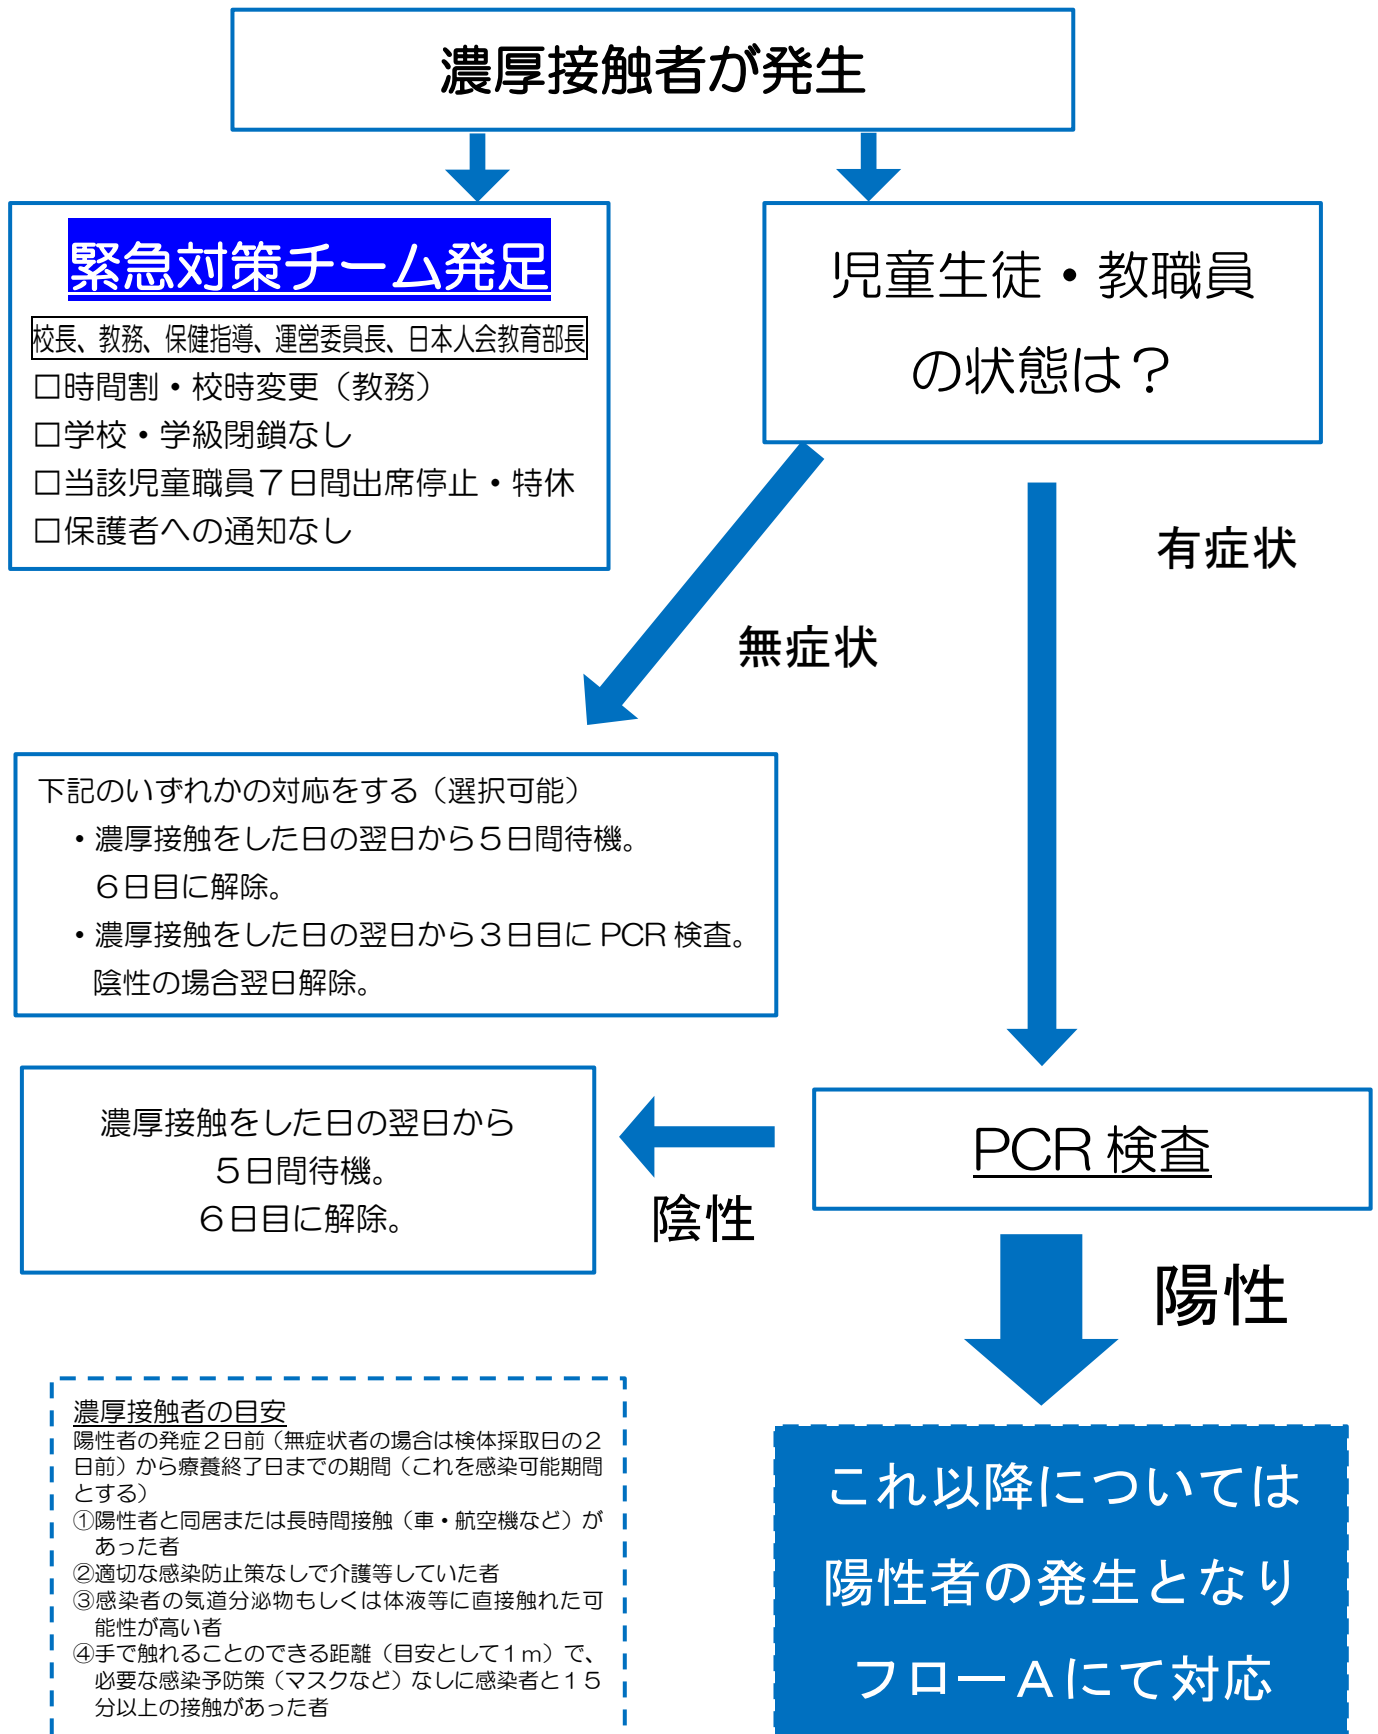 濃厚接触者が発生
緊急対策チーム発足
校長、教務、保健指導、運営委員長、日本人会教育部長
□時間割・校時変更（教務）
□学校・学級閉鎖なし
□当該児童職員７日間出席停止・特休
□保護者への通知なし
児童生徒・教職員
の状態は？
有症状
無症状
下記のいずれかの対応をする（選択可能）
・濃厚接触をした日の翌日から５日間待機。
６日目に解除。
・濃厚接触をした日の翌日から３日目に PCR 検査。
陰性の場合翌日解除。
濃厚接触をした日の翌日から
５日間待機。
６日目に解除。
陰性
PCR 検査
陽性
濃厚接触者の目安
陽性者の発症２日前（無症状者の場合は検体採取日の２
日前）から療養終了日までの期間（これを感染可能期間
とする）
①陽性者と同居または長時間接触（車・航空機など）が
あった者
②適切な感染防止策なしで介護等していた者
③感染者の気道分泌物もしくは体液等に直接触れた可
能性が高い者
④手で触れることのできる距離（目安として１ｍ）で、
必要な感染予防策（マスクなど）なしに感染者と１５
分以上の接触があった者
これ以降については
陽性者の発生となり
フローＡにて対応